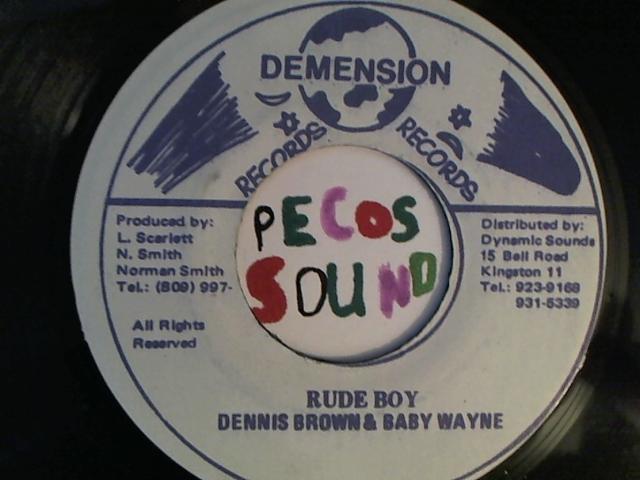 DEMENSION
RECORDS
RECORDS
Produced by:
L. Scarlett
N. Smith
Norman Smith
Tel.: (809) 997-
All Rights
Reserved
PECOS
SOUND
Distributed by:
Dynamic Sounds
15 Bell Road
Kingston 11
Tel.: 923-9168
931-5339
RUDE BOY
DENNIS BROWN & BABY WAYNE